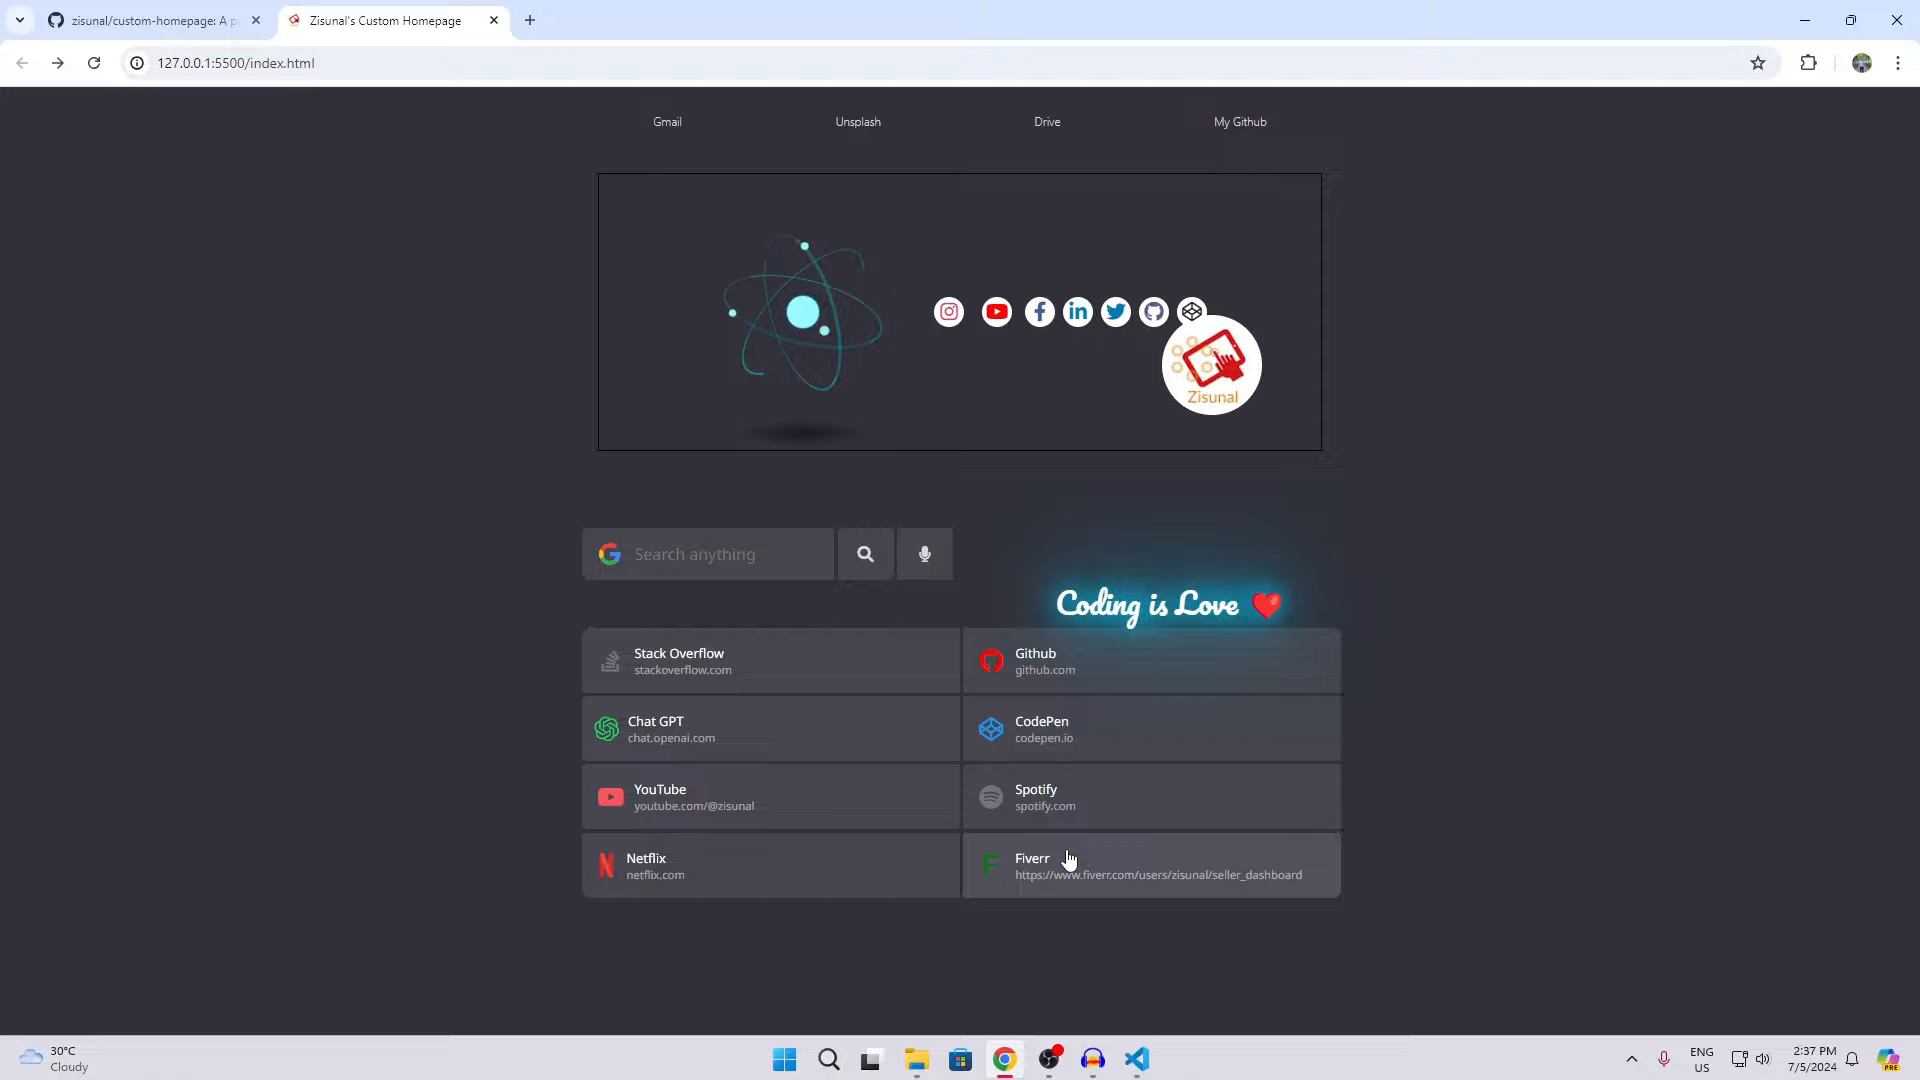 zisunal/custom-homepage: A p
Zisunal's Custom Homepage
127.0.0.1:5500/index.html
Gmail
Unsplash
Drive
My Github
Zisunal
Search anything
Coding is Love ❤️
Stack Overflow
stackoverflow.com
Github
github.com
Chat GPT
chat.openai.com
CodePen
codepen.io
YouTube
youtube.com/@zisunal
Spotify
spotify.com
Netflix
netflix.com
Fiverr
https://www.fiverr.com/users/zisunal/seller_dashboard
30°C
Cloudy
ENG
US
2:37 PM
7/5/2024
PRE